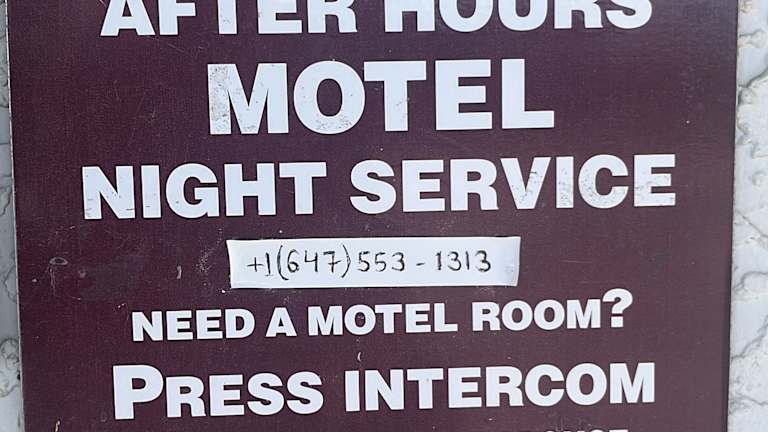 AFTER HOURS
MOTEL
NIGHT SERVICE
+1(647)553-1313
NEED A MOTEL ROOM?
PRESS INTERCOM